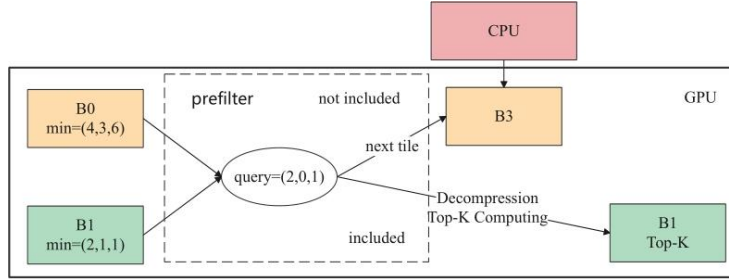 CPU
GPU
prefilter
not included
B0
min=(4,3,6)
B3
next tile
query=(2,0,1)
Decompression
Top-K Computing
B1
min=(2,1,1)
included
B1
Top-K